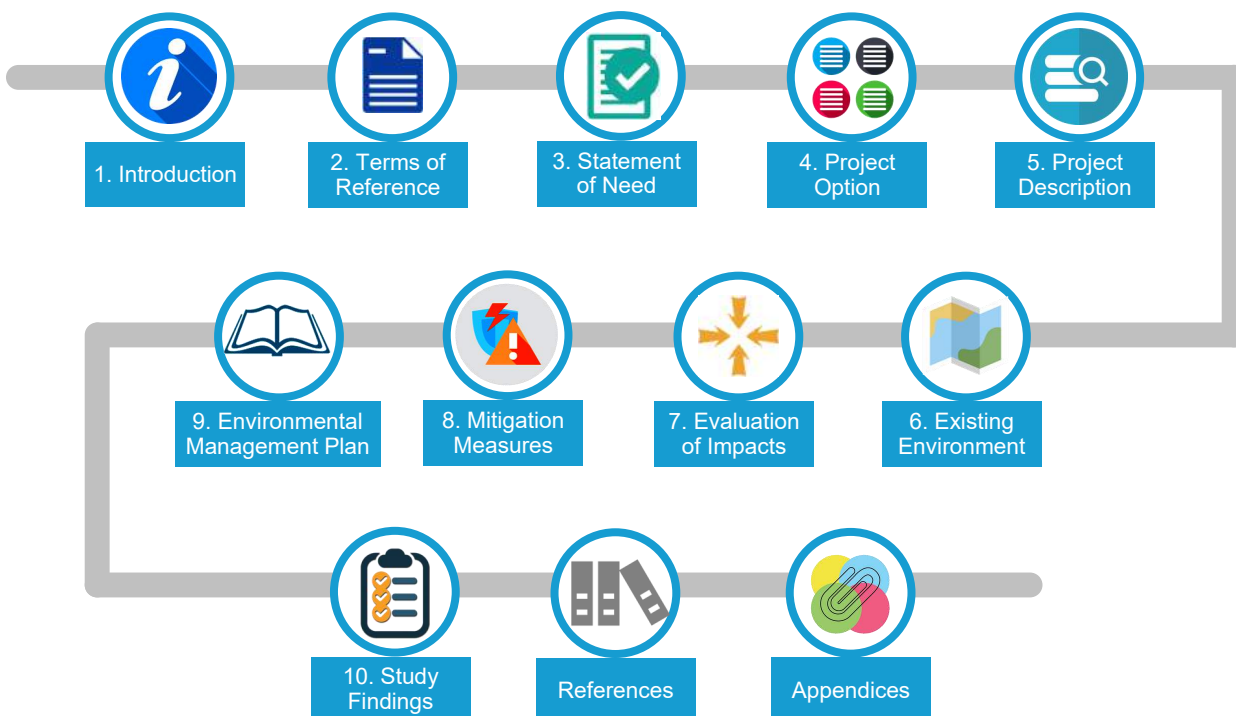 1. Introduction
2. Terms of
Reference
3. Statement
of Need
4. Project
Option
5. Project
Description
6. Existing
Environment
7. Evaluation
of Impacts
8. Mitigation
Measures
9. Environmental
Management Plan
10. Study
Findings
References
Appendices